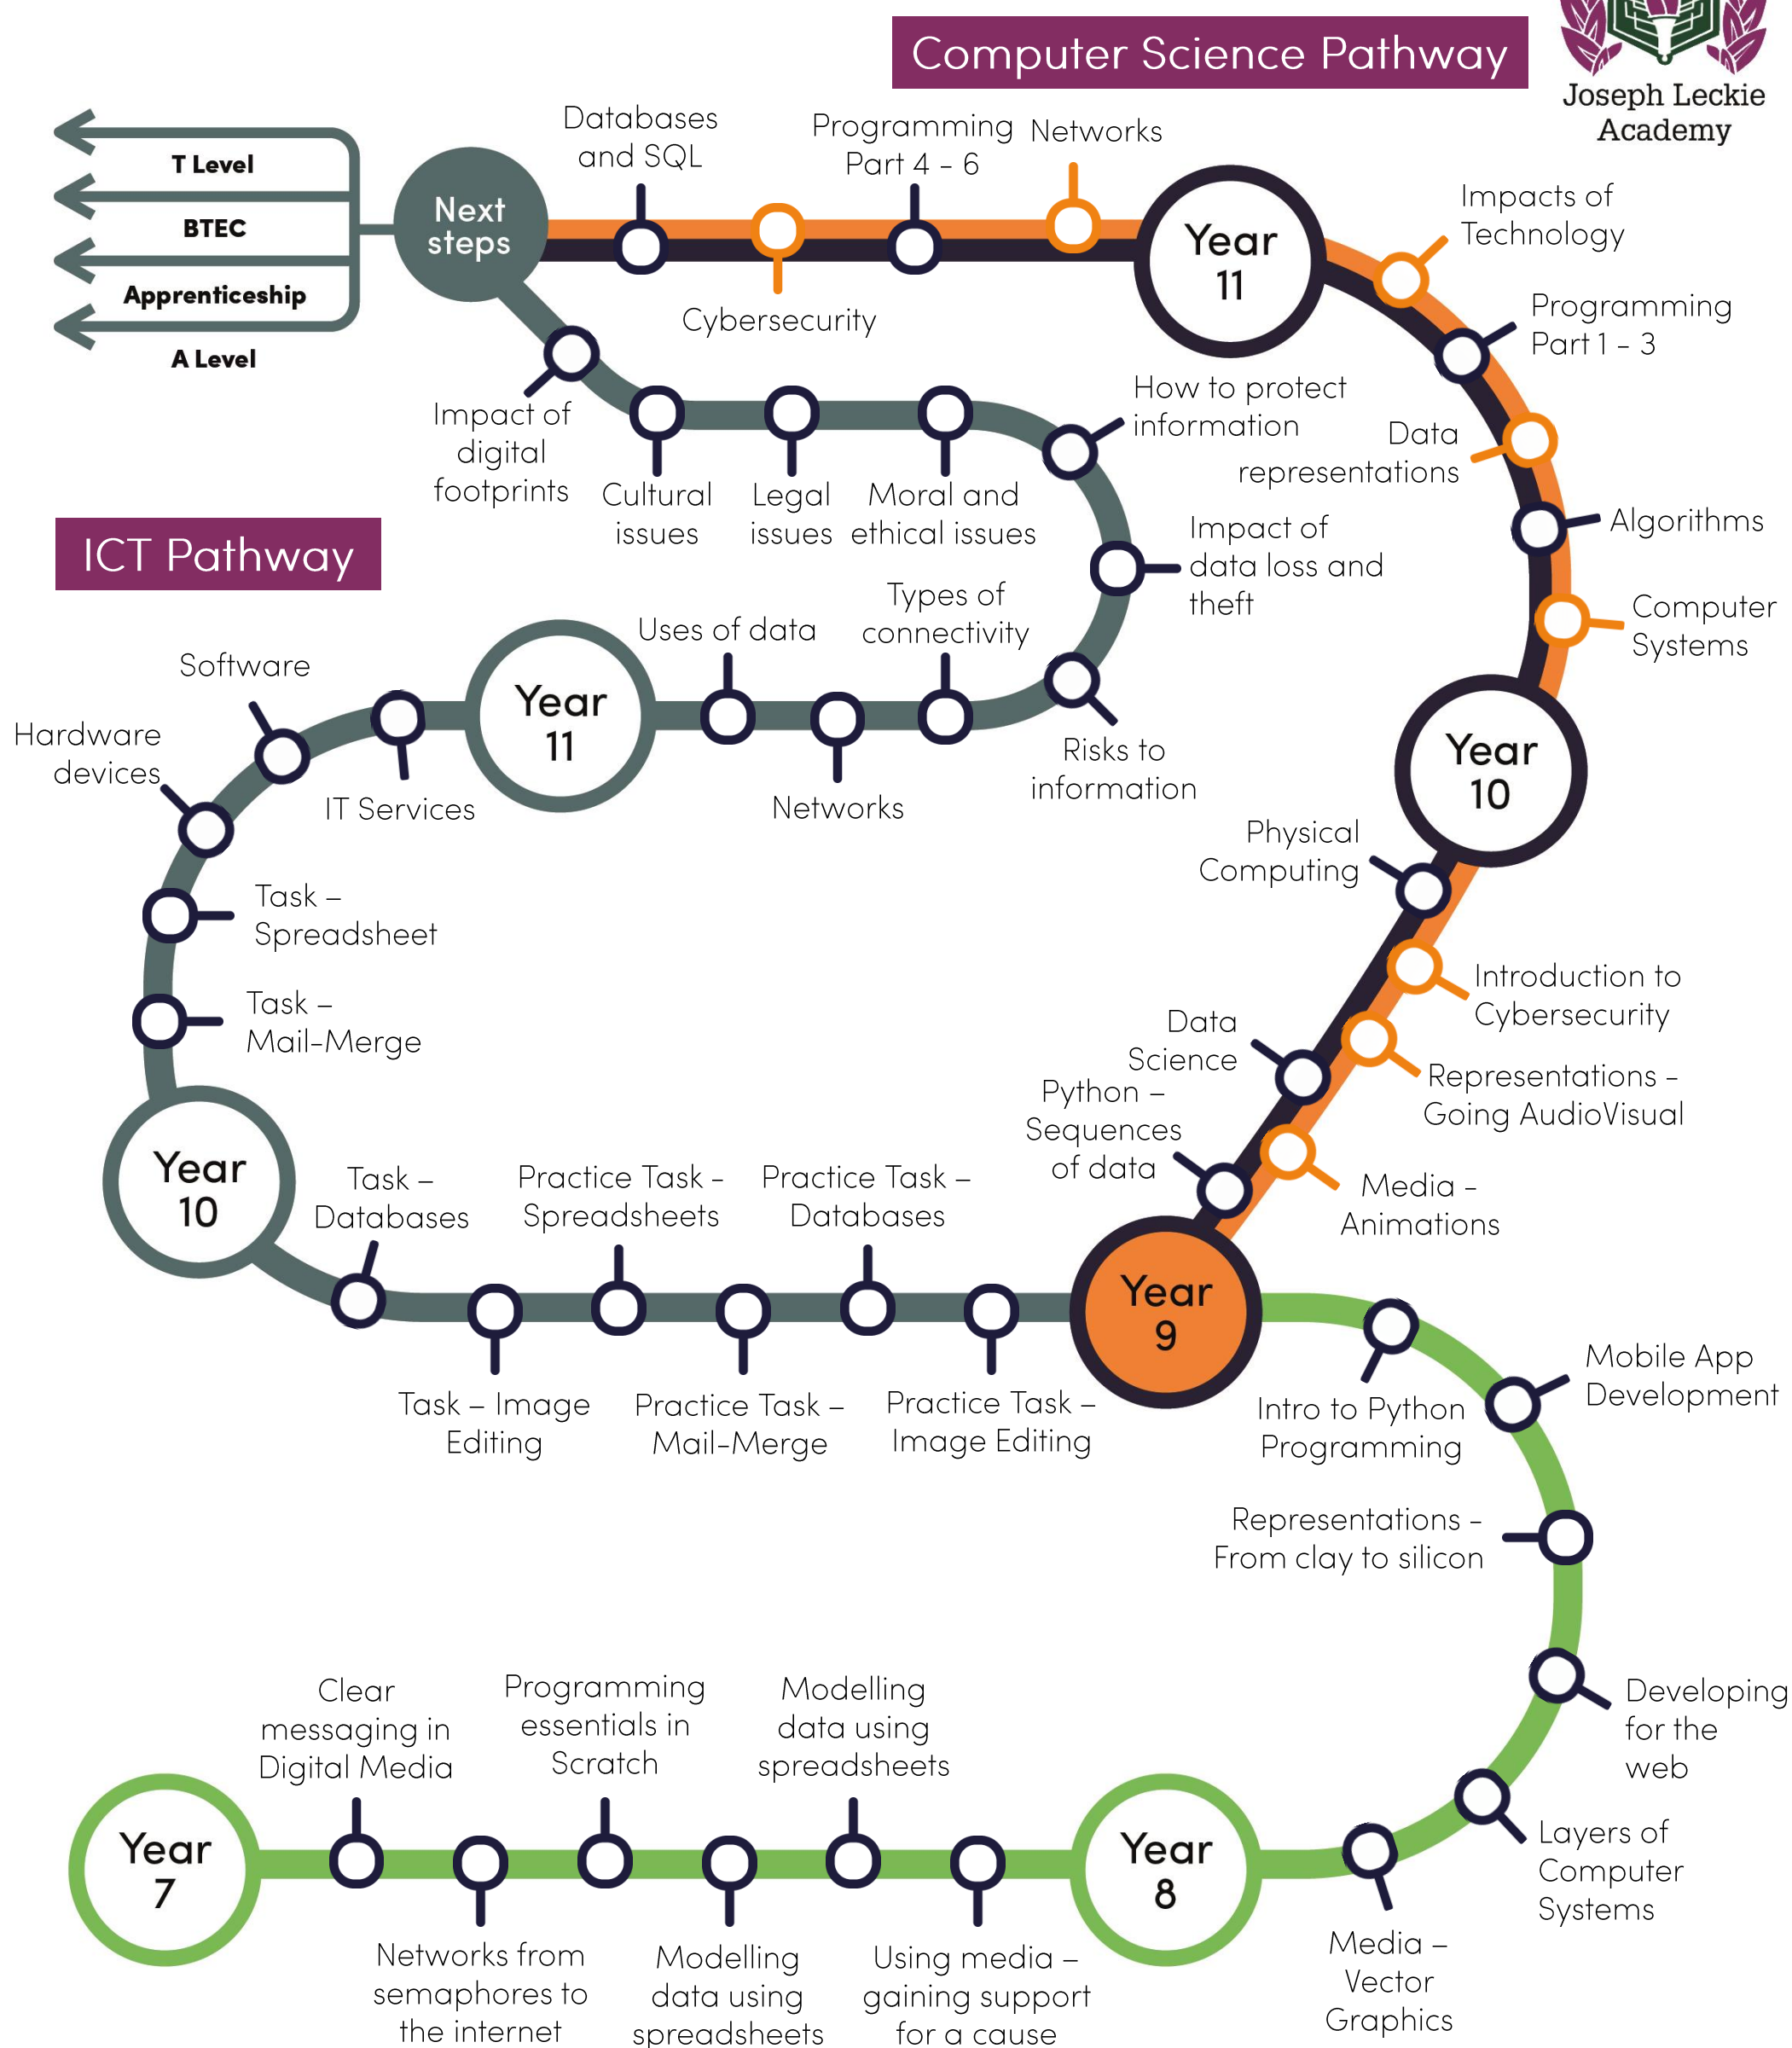 Computer Science Pathway
Joseph Leckie
Academy
T Level
BTEC
Apprenticeship
A Level
Next
steps
Databases
and SQL
Cybersecurity
Programming
Part 4 - 6
Networks
Year
11
Impacts of
Technology
Programming
Part 1 - 3
Data
representations
Algorithms
Computer
Systems
Year
10
Physical
Computing
Introduction to
Cybersecurity
Representations -
Going AudioVisual
Data
Science
Python –
Sequences
of data
Media -
Animations
Impact of
digital
footprints
Cultural
issues
Legal
issues
Moral and
ethical issues
How to protect
information
Impact of
data loss and
theft
Risks to
information
Types of
connectivity
Networks
Uses of data
ICT Pathway
Year
11
IT Services
Software
Hardware
devices
Task –
Spreadsheet
Task –
Mail-Merge
Year
10
Task –
Databases
Task – Image
Editing
Practice Task -
Spreadsheets
Practice Task –
Mail-Merge
Practice Task –
Databases
Practice Task –
Image Editing
Year
9
Intro to Python
Programming
Mobile App
Development
Representations -
From clay to silicon
Developing
for the
web
Layers of
Computer
Systems
Media –
Vector
Graphics
Year
8
Using media –
gaining support
for a cause
Modelling
data using
spreadsheets
Modelling
data using
spreadsheets
Programming
essentials in
Scratch
Networks from
semaphores to
the internet
Clear
messaging in
Digital Media
Year
7